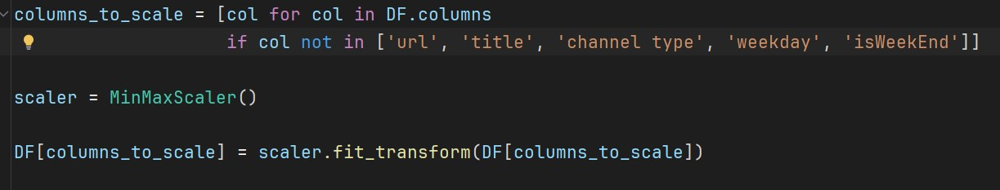 columns_to_scale = [col for col in DF.columns
if col not in ['url', 'title', 'channel type', 'weekday', 'isWeekEnd']]
scaler = MinMaxScaler()
DF[columns_to_scale] = scaler.fit_transform(DF[columns_to_scale])